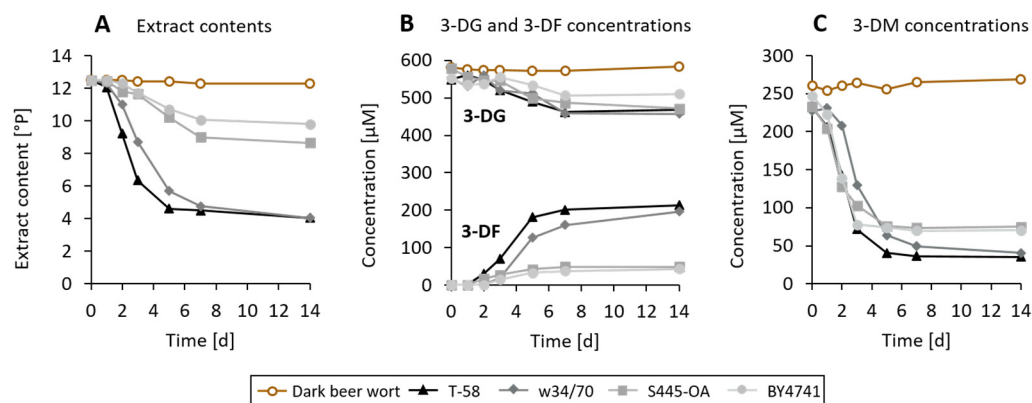 A Extract contents
Extract content [°P]
14
12
10
8
6
4
2
0
0 2 4 6 8 10 12 14
Time [d]
B 3-DG and 3-DF concentrations
Concentration [µM]
600
500
400
300
200
100
0
3-DG
3-DF
0 2 4 6 8 10 12 14
Time [d]
C 3-DM concentrations
Concentration [µM]
300
250
200
150
100
50
0
0 2 4 6 8 10 12 14
Time [d]
Dark beer wort T-58 w34/70 S445-OA BY4741